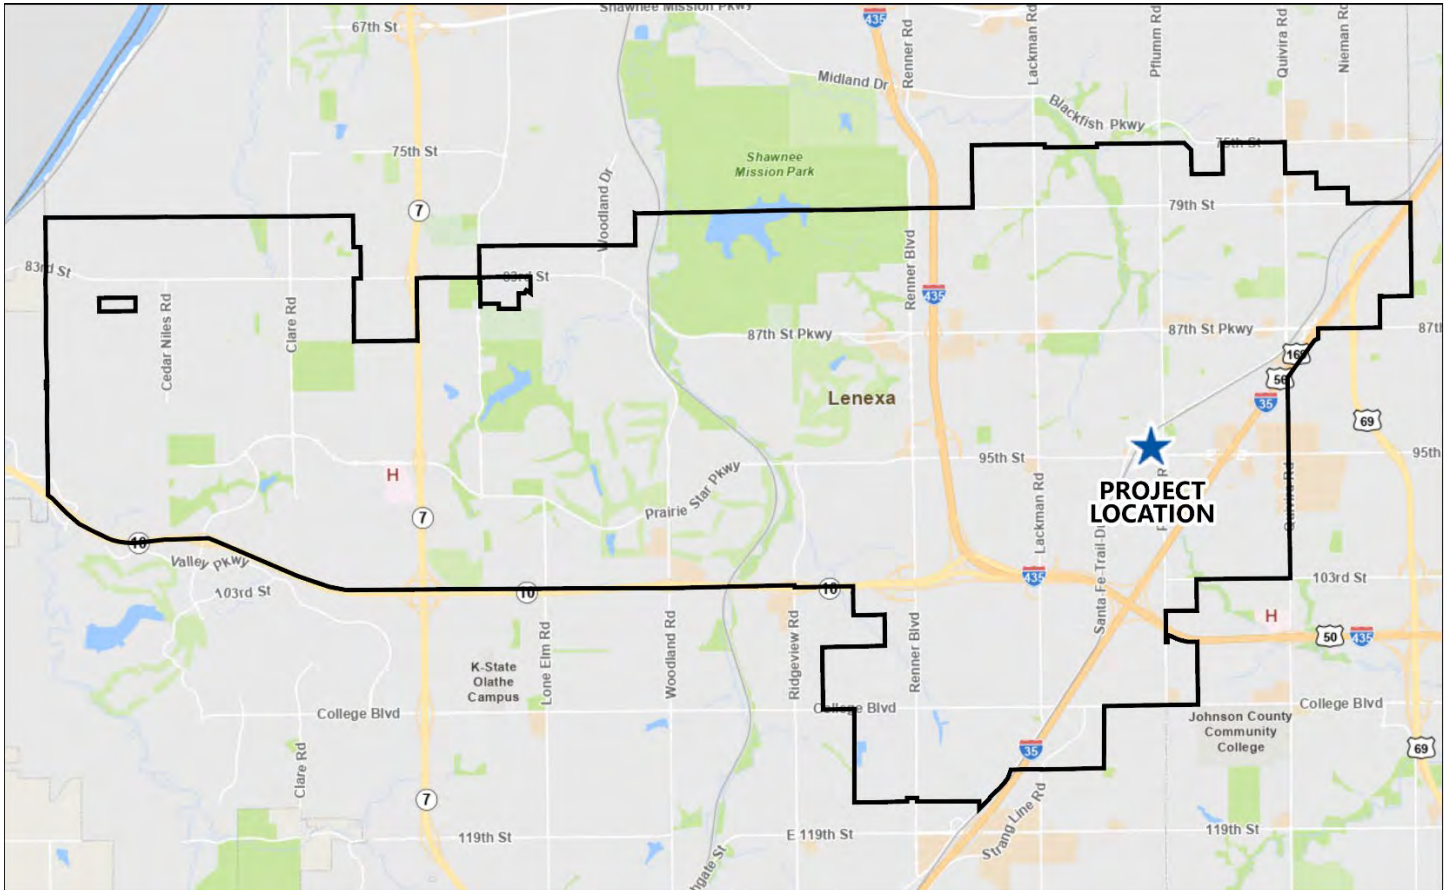 Shawnee Mission Pkwy
67th St
435
Renner Rd
Lackman Rd
Pflumm Rd
Quivira Rd
Nieman Rd
Midland Dr
Blackfish Pkwy
75th St
75th St
Shawnee
Mission Park
Woodland Dr
7
79th St
83rd St
83rd St
Renner Blvd
435
Cedar Niles Rd
Clare Rd
87th St Pkwy
87th St Pkwy
87th
169
56
35
69
Lenexa
95th St
95th
H
PROJECT
LOCATION
Prairie Star Pkwy
Lackman Rd
Quivira Rd
7
10
Valley Pkwy
103rd St
10
10
435
103rd St
Santa-Fe-Trail-D
H
50
435
K-State
Olathe
Campus
Lone Elm Rd
Woodland Rd
Ridgeview Rd
Renner Blvd
College Blvd
College Blvd
College Blvd
Johnson County
Community
College
Clare Rd
35
69
7
Strang Line Rd
119th St
E 119th St
119th St
hgate St